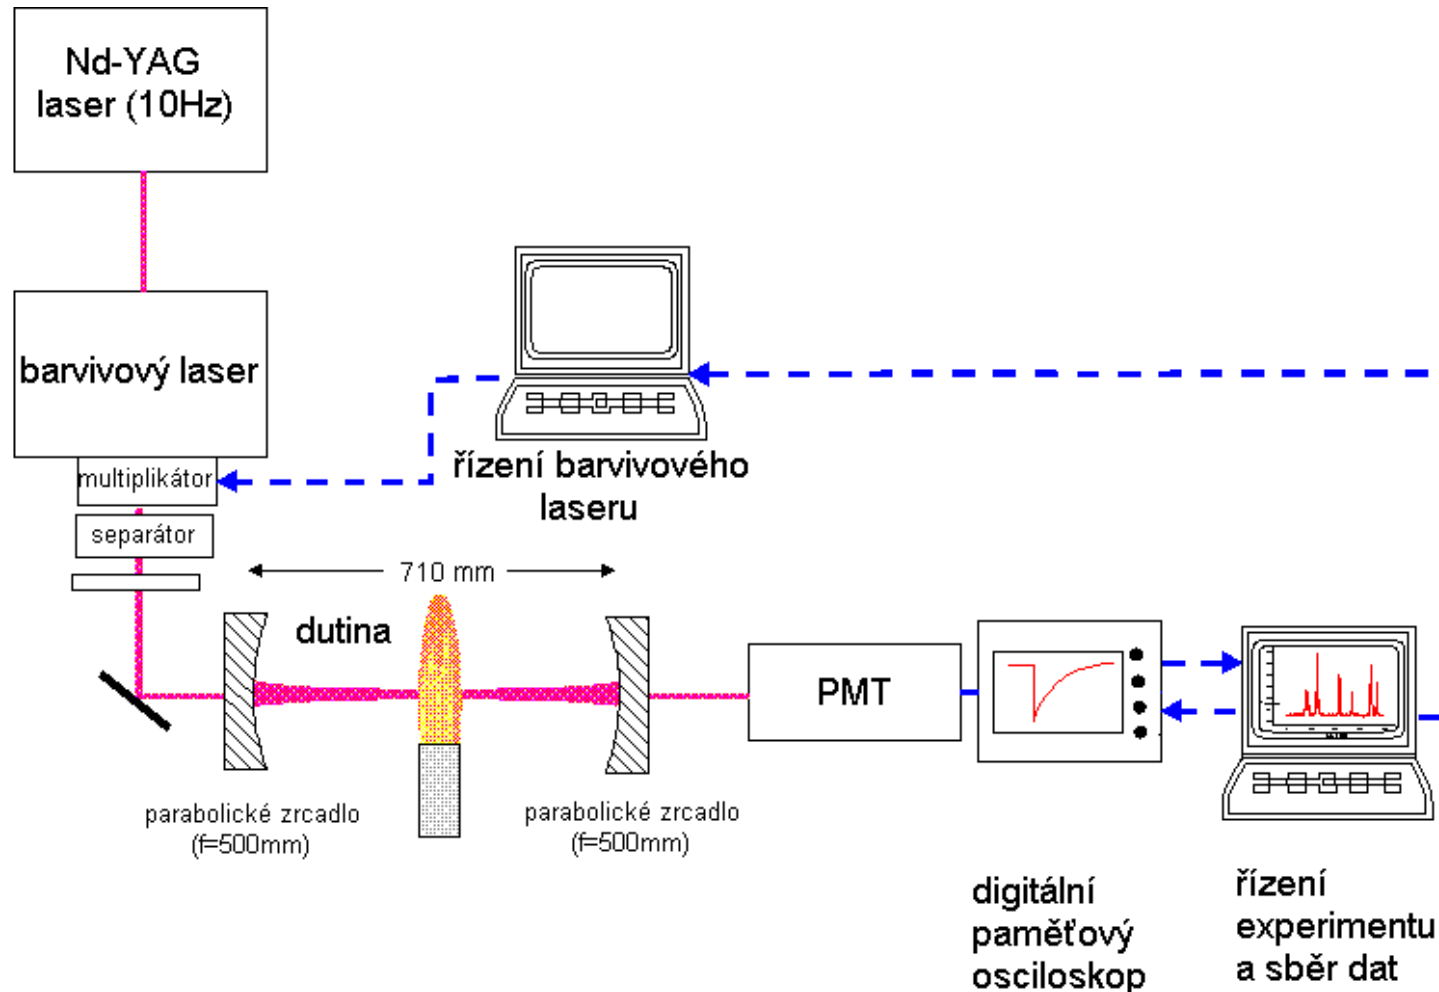 Nd-YAG
laser (10Hz)
barvivový laser
multiplikátor
separátor
řízení barvivového
laseru
710 mm
dutina
PMT
parabolické zrcadlo
(f=500mm)
parabolické zrcadlo
(f=500mm)
digitální
paměťový
osciloskop
řízení
experimentu
a sběr dat